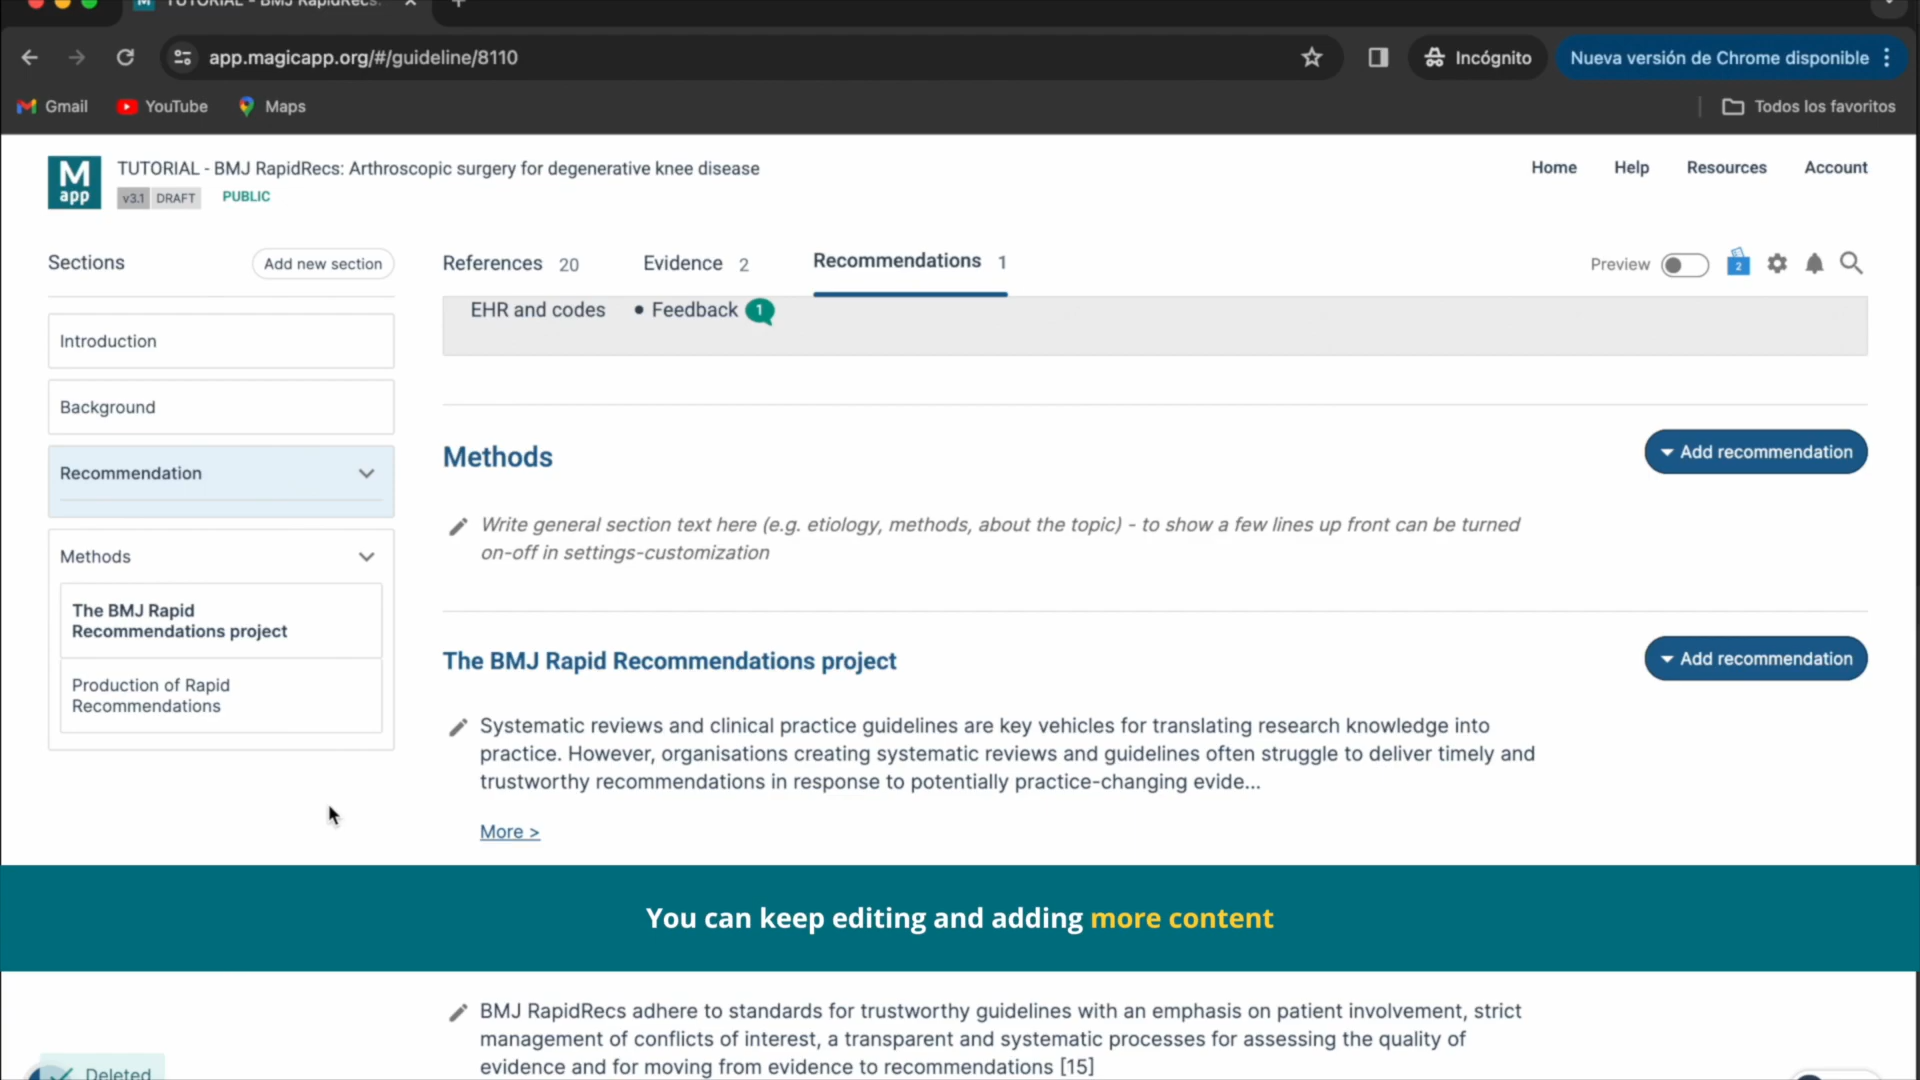 TUTORIAL - BMJ RapidRecs:
app.magicapp.org/#/guideline/8110
Incógnito
Nueva versión de Chrome disponible
Gmail
YouTube
Maps
Todos los favoritos
M
app
TUTORIAL - BMJ RapidRecs: Arthroscopic surgery for degenerative knee disease
v3.1 DRAFT PUBLIC
Home
Help
Resources
Account
Sections
Add new section
References 20
Evidence 2
Recommendations 1
Preview
2
Introduction
Background
Recommendation
Methods
The BMJ Rapid
Recommendations project
Production of Rapid
Recommendations
EHR and codes
• Feedback 1
Methods
Add recommendation
Write general section text here (e.g. etiology, methods, about the topic) - to show a few lines up front can be turned
on-off in settings-customization
The BMJ Rapid Recommendations project
Add recommendation
Systematic reviews and clinical practice guidelines are key vehicles for translating research knowledge into
practice. However, organisations creating systematic reviews and guidelines often struggle to deliver timely and
trustworthy recommendations in response to potentially practice-changing evide...
More >
You can keep editing and adding more content
BMJ RapidRecs adhere to standards for trustworthy guidelines with an emphasis on patient involvement, strict
management of conflicts of interest, a transparent and systematic processes for assessing the quality of
evidence and for moving from evidence to recommendations [15]
Deleted